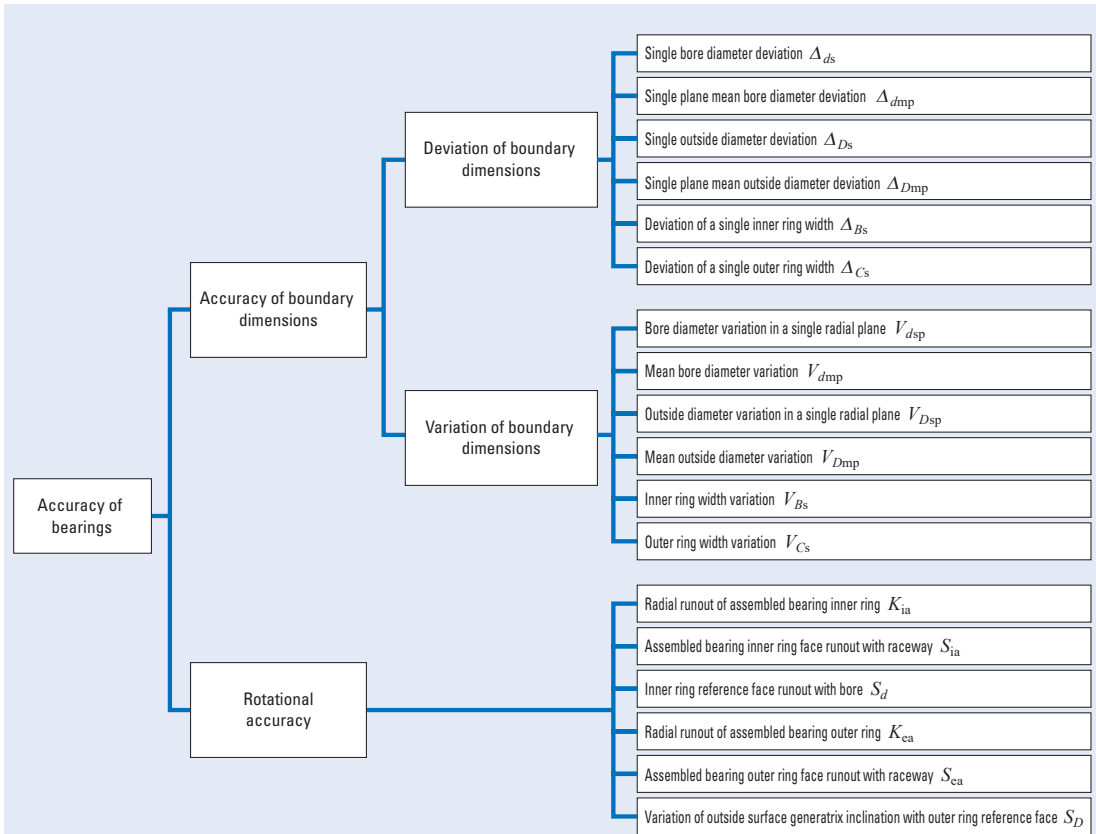 Accuracy of
bearings
Accuracy of boundary
dimensions
Deviation of boundary
dimensions
Single bore diameter deviation Δds
Single plane mean bore diameter deviation Δdmp
Single outside diameter deviation ΔDs
Single plane mean outside diameter deviation ΔDmp
Deviation of a single inner ring width ΔBs
Deviation of a single outer ring width ΔCs
Variation of boundary
dimensions
Bore diameter variation in a single radial plane Vdsp
Mean bore diameter variation Vdmp
Outside diameter variation in a single radial plane VDsp
Mean outside diameter variation VDmp
Inner ring width variation VBs
Outer ring width variation VCs
Rotational
accuracy
Radial runout of assembled bearing inner ring Kia
Assembled bearing inner ring face runout with raceway Sia
Inner ring reference face runout with bore Sd
Radial runout of assembled bearing outer ring Kea
Assembled bearing outer ring face runout with raceway Sea
Variation of outside surface generatrix inclination with outer ring reference face SD